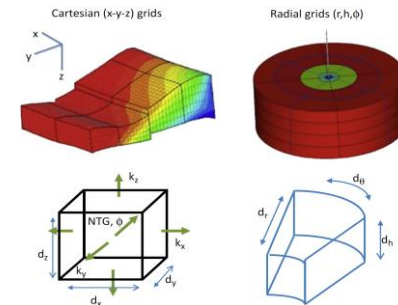 Cartesian (x-y-z) grids
Radial grids (r,h,ϕ)
x
y
z
k_z
d_θ
NTG, ϕ
d_r
d_z
k_x
d_h
k_y
d_y
d_x